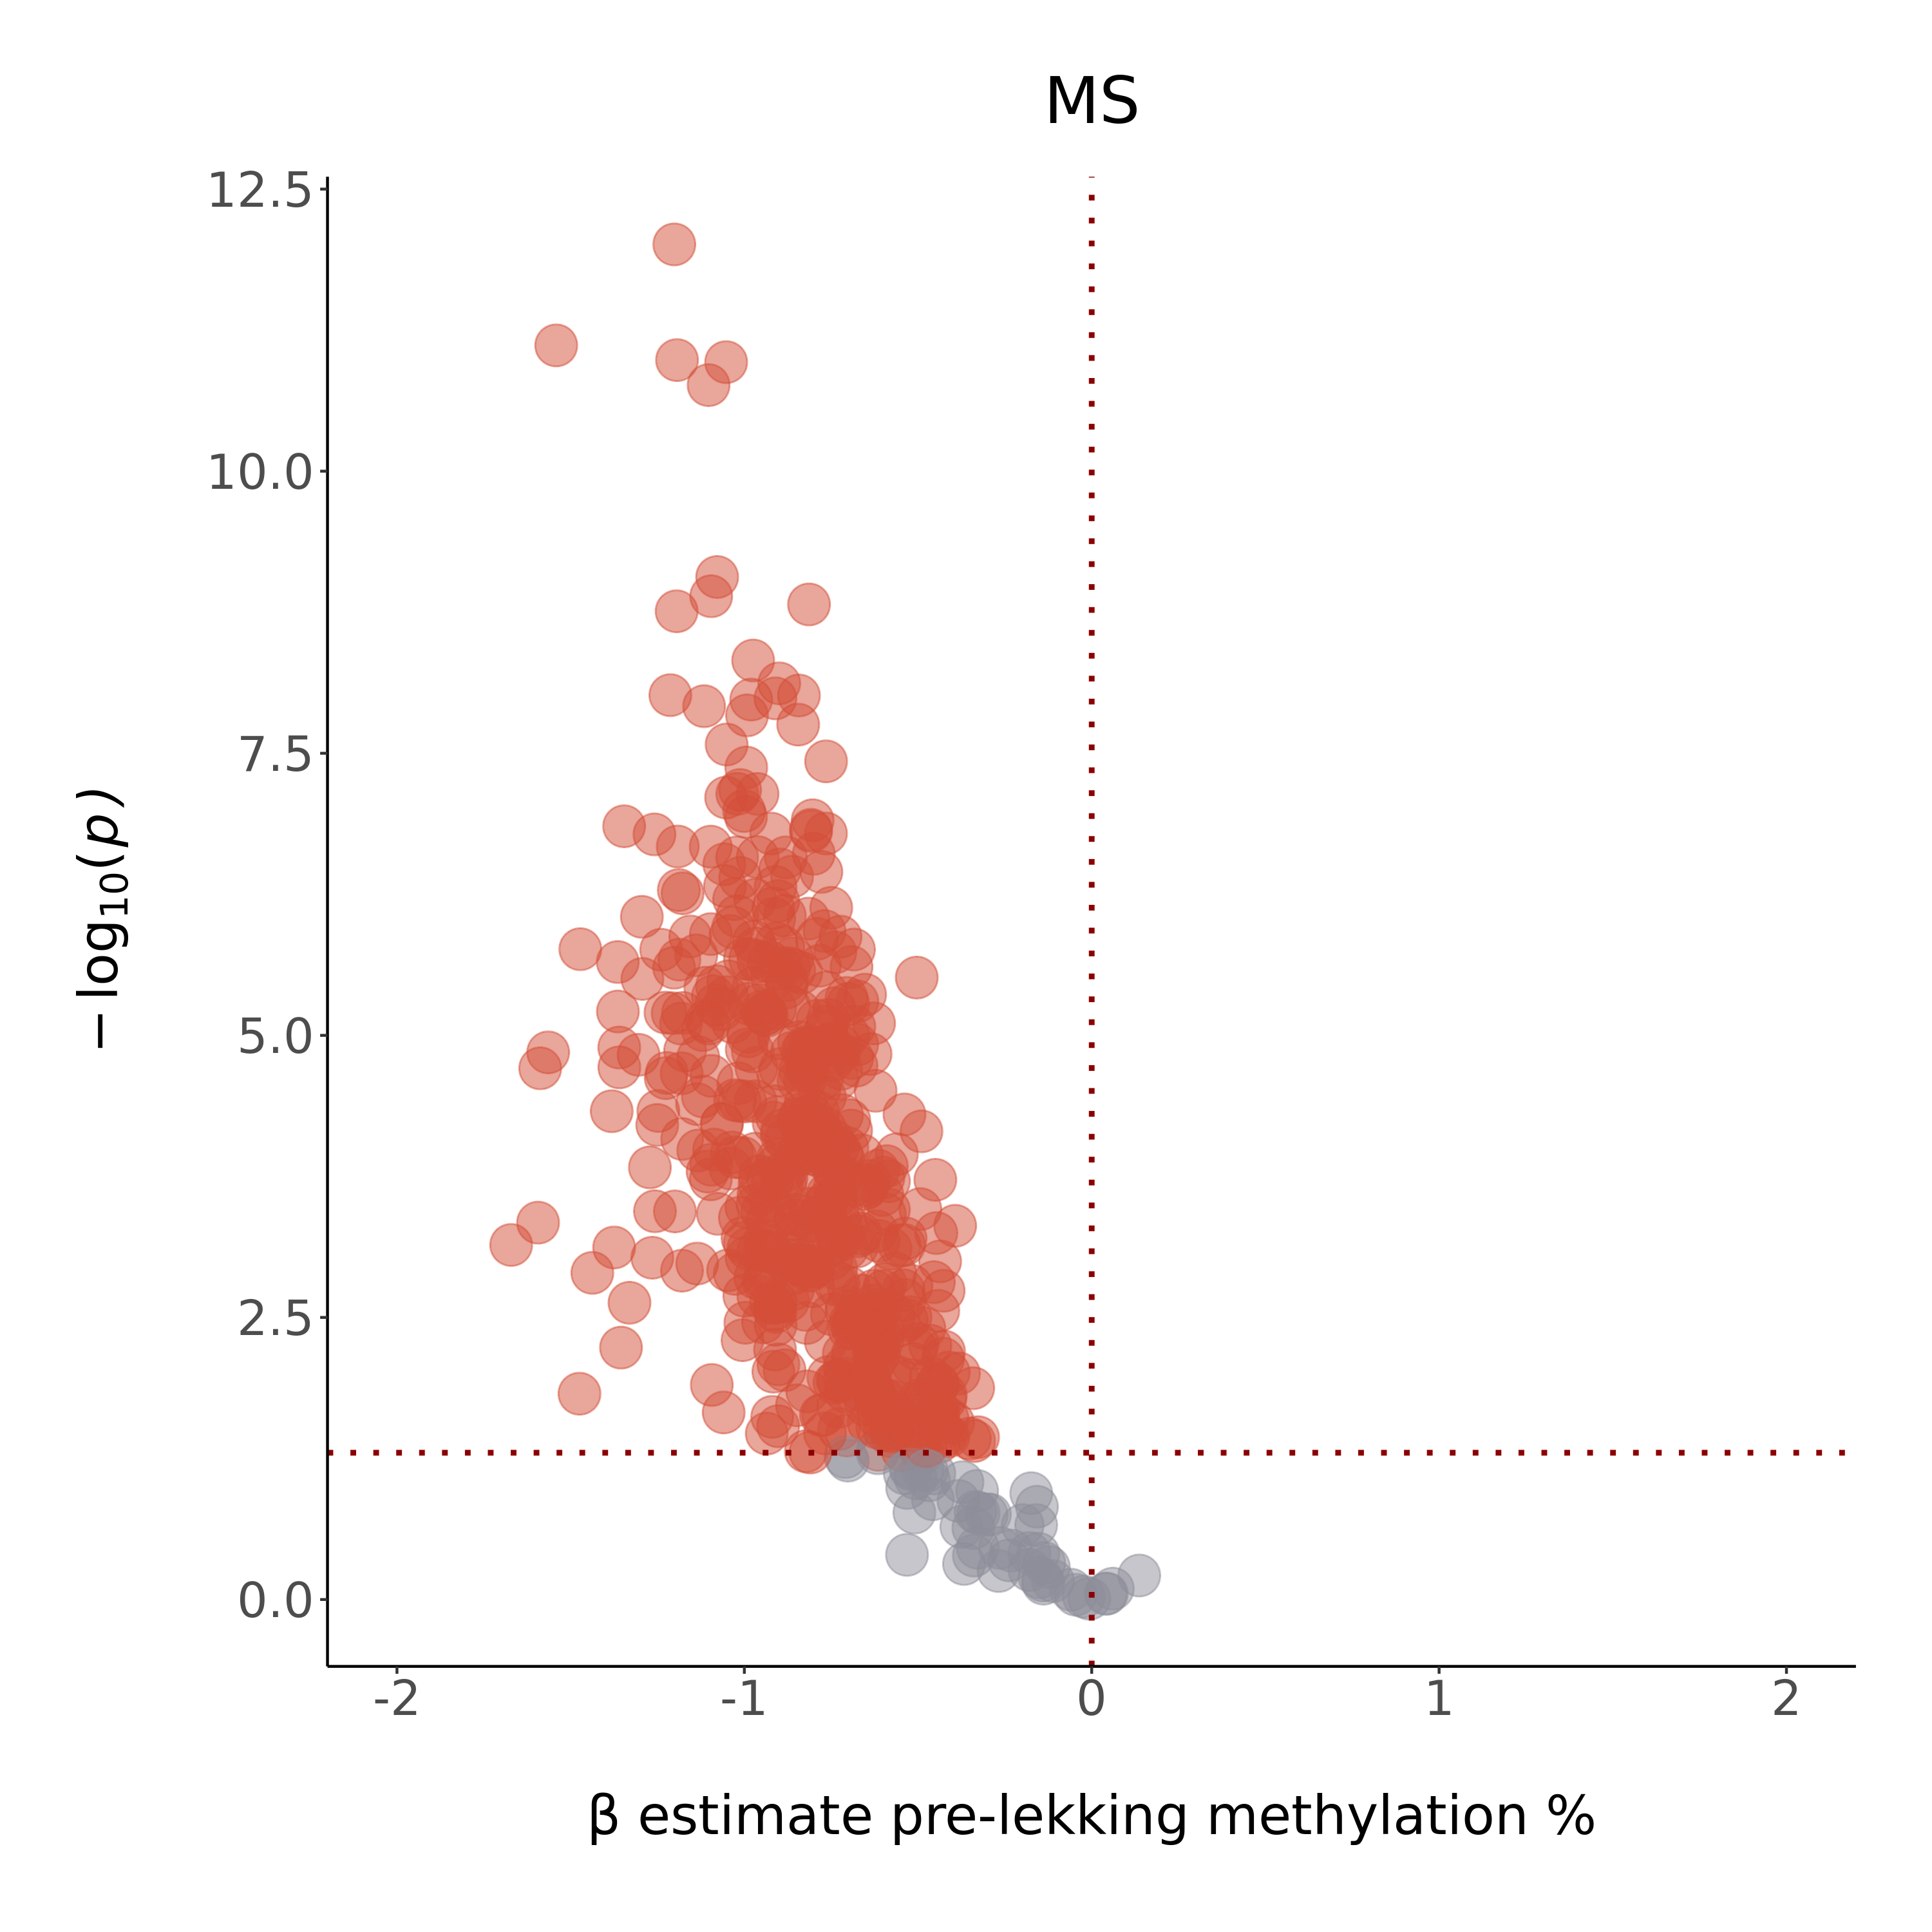 MS
12.5
10.0
7.5
5.0
2.5
0.0
− log₁₀(p)
-2 -1 0 1 2
β estimate pre-lekking methylation %